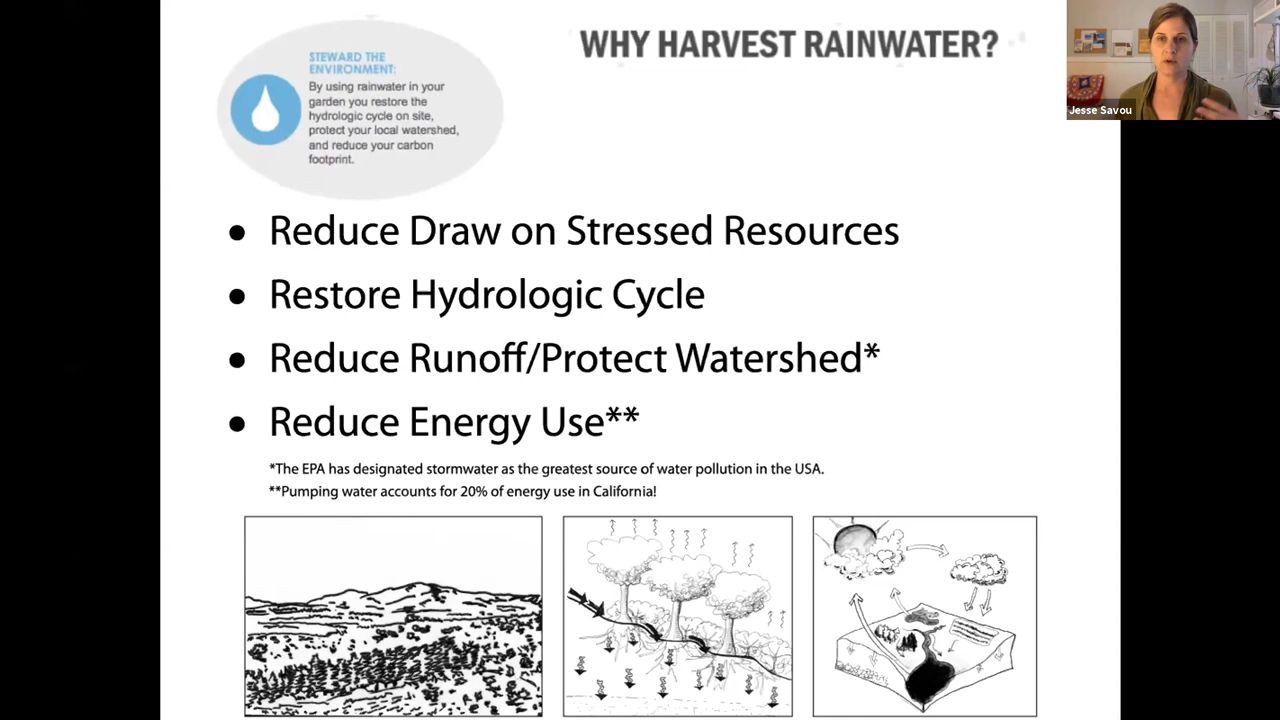 WHY HARVEST RAINWATER?
STEWARD THE
ENVIRONMENT:
By using rainwater in your
garden you restore the
hydrologic cycle on site,
protect your local watershed,
and reduce your carbon
footprint.
Jesse Savou
• Reduce Draw on Stressed Resources
• Restore Hydrologic Cycle
• Reduce Runoff/Protect Watershed*
• Reduce Energy Use**
*The EPA has designated stormwater as the greatest source of water pollution in the USA.
**Pumping water accounts for 20% of energy use in California!